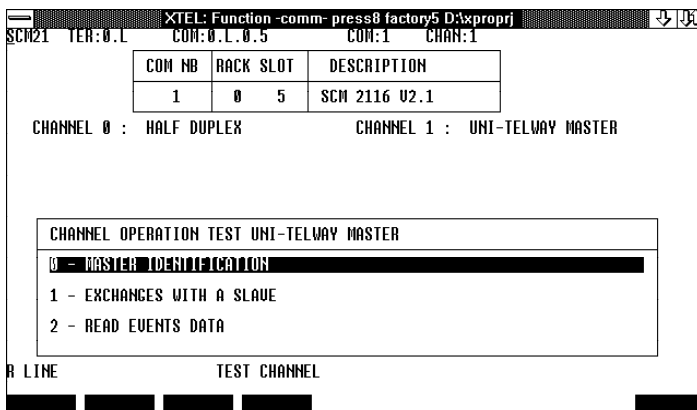 XTEL: Function -comm- press8 factory5 D:\xproprj
SCM21 TER:0.L COM:0.L.0.5 COM:1 CHAN:1
COM NB RACK SLOT DESCRIPTION
1 0 5 SCM 2116 V2.1
CHANNEL 0 : HALF DUPLEX CHANNEL 1 : UNI-TELWAY MASTER
CHANNEL OPERATION TEST UNI-TELWAY MASTER
0 - MASTER IDENTIFICATION
1 - EXCHANGES WITH A SLAVE
2 - READ EVENTS DATA
R LINE TEST CHANNEL